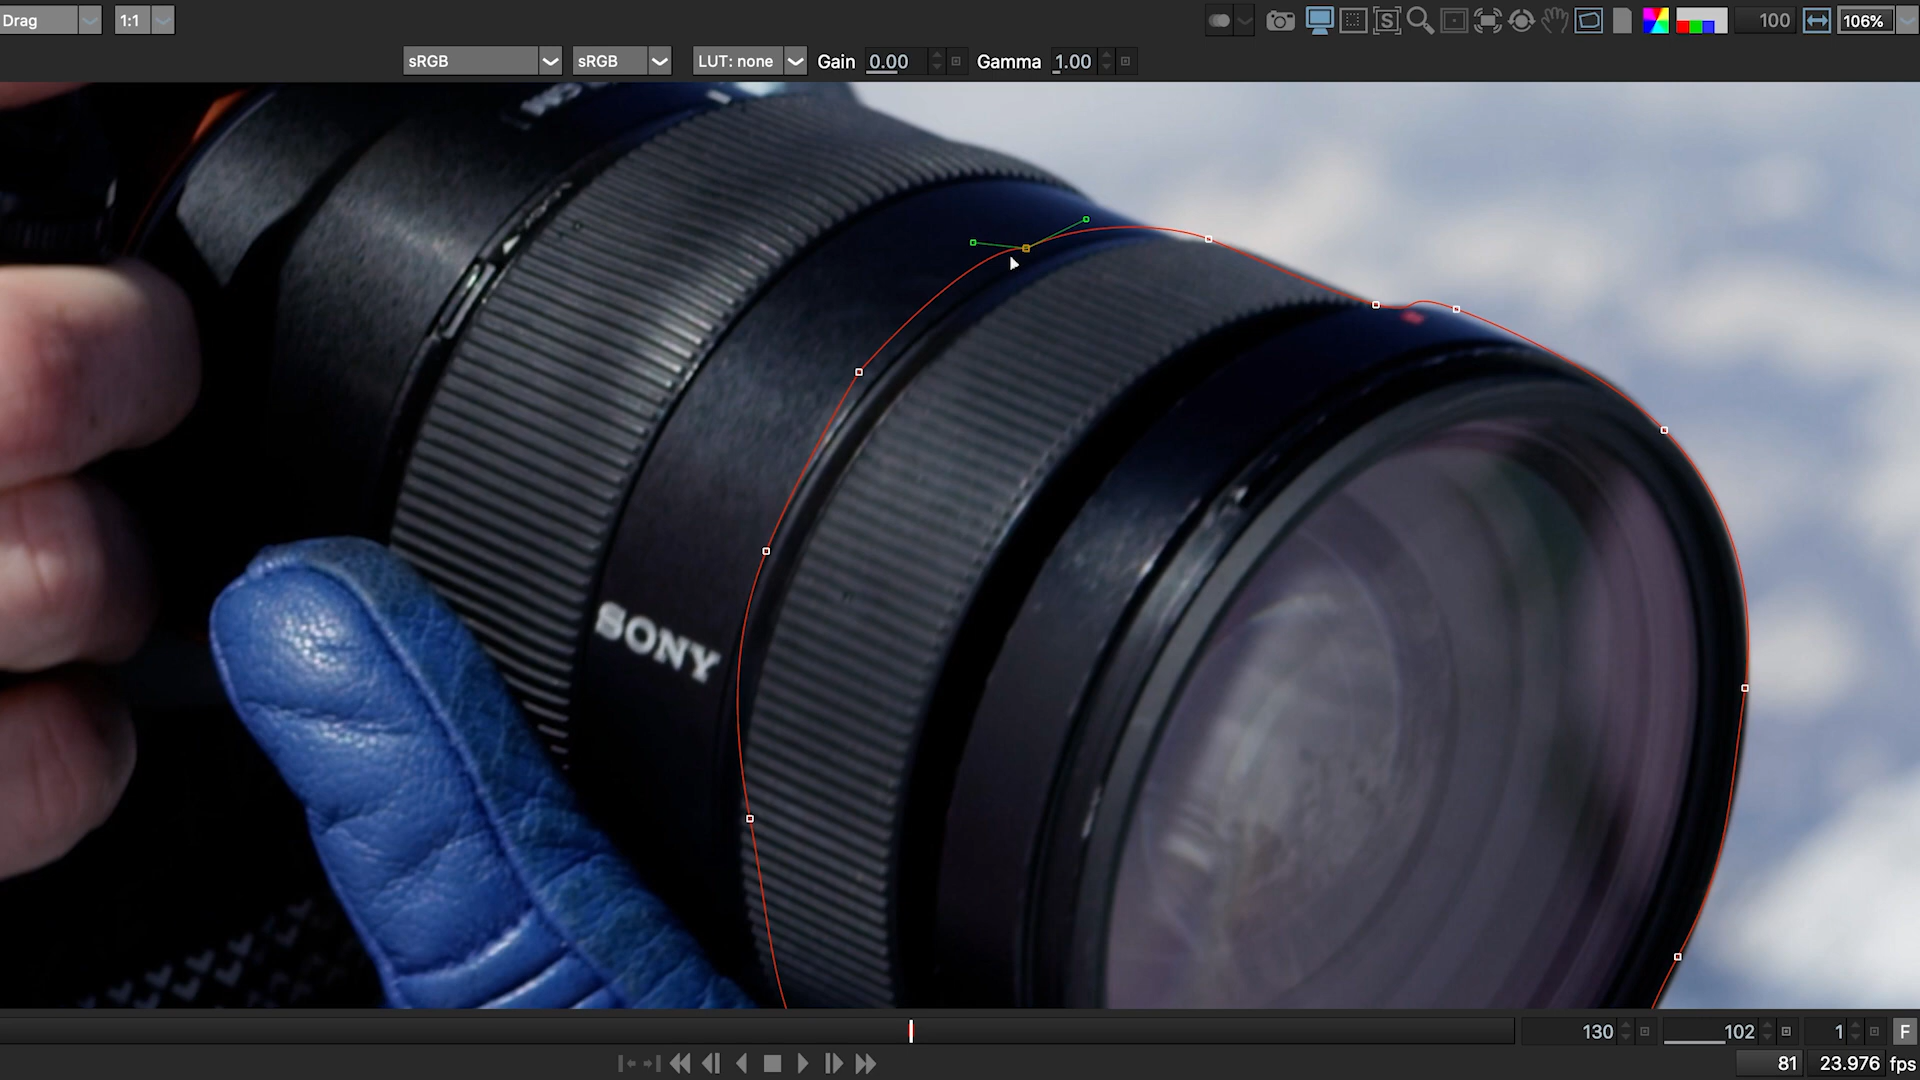 Drag 1:1 100 106%
sRGB sRGB LUT: none Gain 0.00 Gamma 1.00
SONY
130 102 1 F
81 23.976 fps